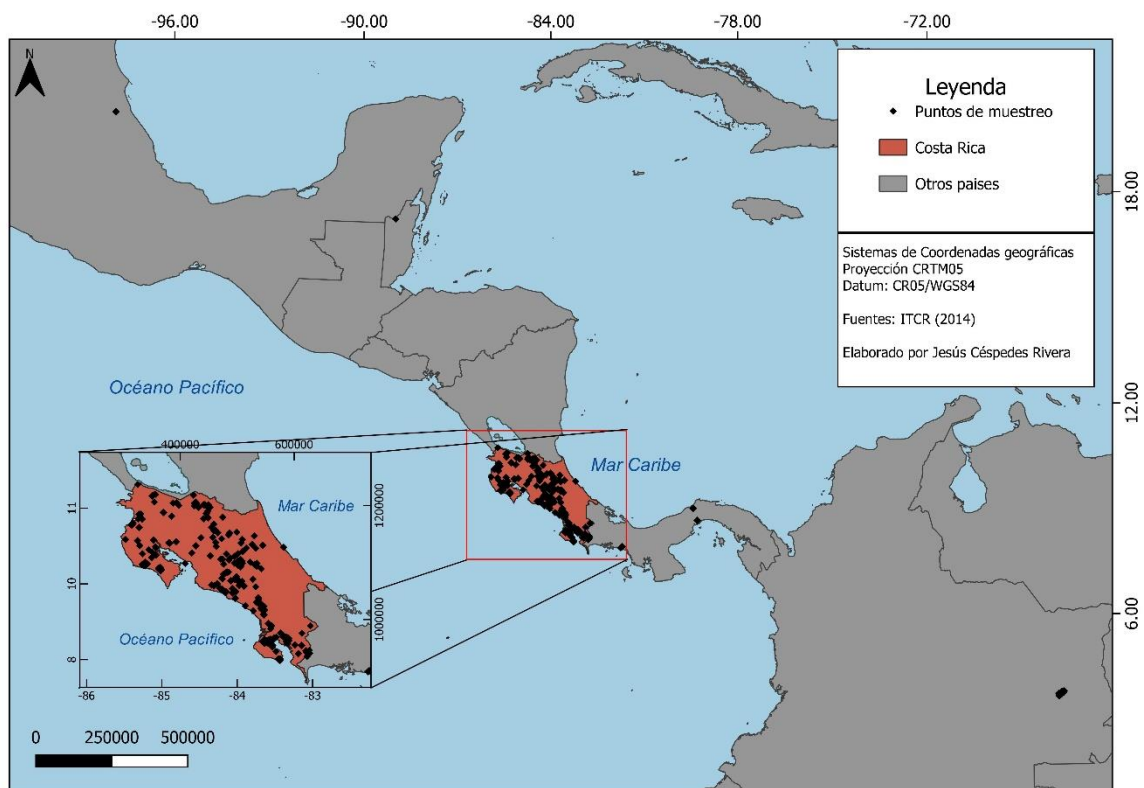 -96.00 -90.00 -84.00 -78.00 -72.00
N
Leyenda
Puntos de muestreo
Costa Rica
Otros paises
18.00
Sistemas de Coordenadas geográficas
Proyección CRTM05
Datum: CR05/WGS84
Fuentes: ITCR (2014)
Elaborado por Jesús Céspedes Rivera
Océano Pacífico
12.00
Mar Caribe
400000 600000
Mar Caribe
1200000
11
10
Océano Pacífico
1000000
8
-86 -85 -84 -83
6.00
0 250000 500000